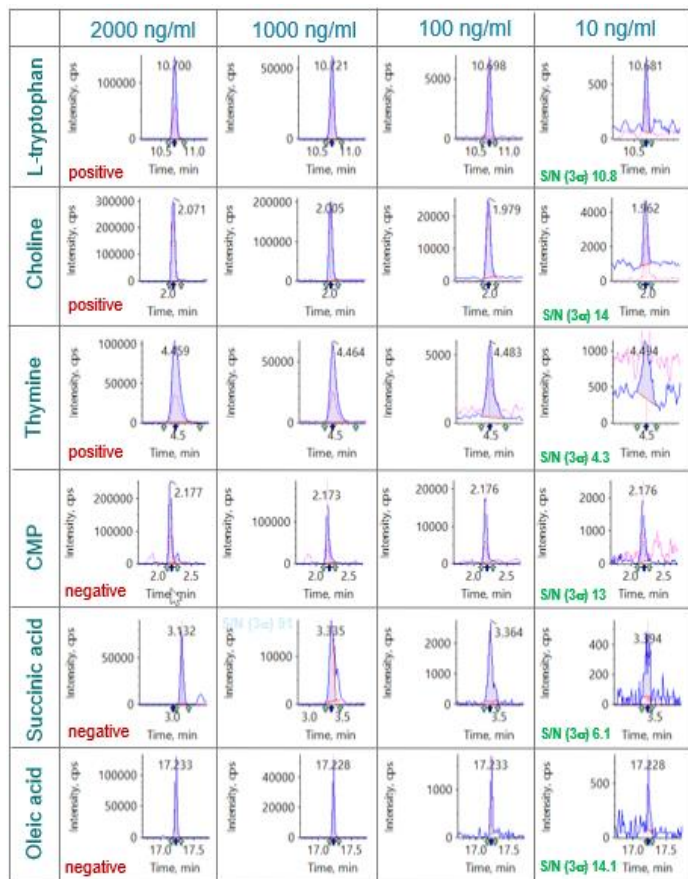 2000 ng/ml 1000 ng/ml 100 ng/ml 10 ng/ml
L-tryptophan
Intensity, cps 100000 0 10.700 10.5 11.0 Time, min positive
Intensity, cps 50000 0 10.721 10.5 11.0 Time, min
Intensity, cps 5000 0 10.698 10.5 11.0 Time, min
Intensity, cps 500 0 10.681 10.5 Time, min S/N (3σ) 10.8
Choline
Intensity, cps 300000 200000 100000 0 2.071 2.0 Time, min positive
Intensity, cps 200000 100000 0 2.005 2.0 Time, min
Intensity, cps 20000 10000 0 1.979 2.0 Time, min
Intensity, cps 4000 2000 0 1.962 2.0 Time, min S/N (3σ) 14
Thymine
Intensity, cps 100000 50000 0 4.459 4.5 Time, min positive
Intensity, cps 50000 0 4.464 4.5 Time, min
Intensity, cps 5000 0 4.483 4.5 Time, min
Intensity, cps 1000 500 0 4.494 4.5 Time, min S/N (3σ) 4.3
CMP
Intensity, cps 200000 100000 0 2.177 2.0 2.5 Time, min negative
Intensity, cps 100000 0 2.173 2.0 2.5 Time, min
Intensity, cps 20000 10000 0 2.176 2.0 2.5 Time, min
Intensity, cps 2000 1000 0 2.176 2.0 2.5 Time, min S/N (3σ) 13
Succinic acid
Intensity, cps 50000 0 3.132 3.0 Time, min negative
S/N (3σ) 91 Intensity, cps 10000 0 3.335 3.0 3.5 Time, min
Intensity, cps 2000 0 3.364 3.5 Time, min
Intensity, cps 400 200 0 3.394 3.5 Time, min S/N (3σ) 6.1
Oleic acid
Intensity, cps 100000 50000 0 17.233 17.0 17.5 Time, min negative
Intensity, cps 40000 20000 0 17.228 17.0 17.5 Time, min
Intensity, cps 1000 0 17.233 17.0 17.5 Time, min
Intensity, cps 500 0 17.228 17.0 17.5 Time, min S/N (3σ) 14.1